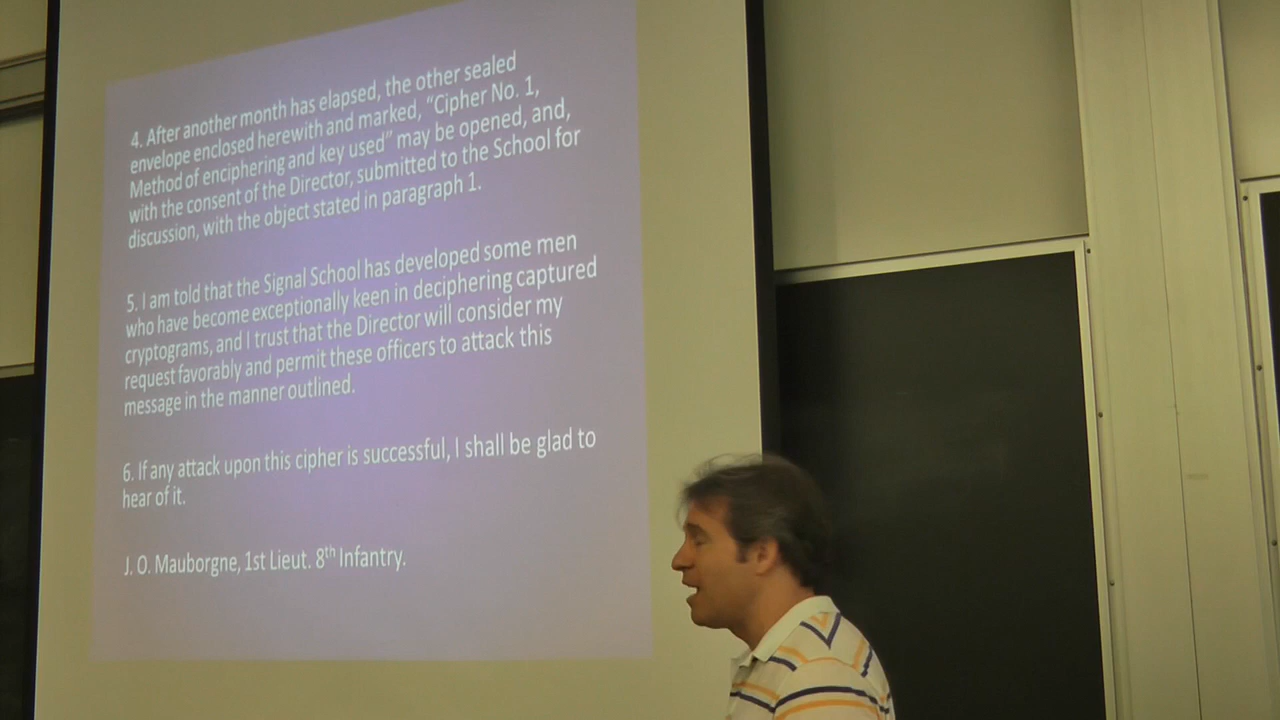 4. After another month has elapsed, the other sealed
envelope enclosed herewith and marked, “Cipher No. 1,
Method of enciphering and key used” may be opened, and,
with the consent of the Director, submitted to the School for
discussion, with the object stated in paragraph 1.
5. I am told that the Signal School has developed some men
who have become exceptionally keen in deciphering captured
cryptograms, and I trust that the Director will consider my
request favorably and permit these officers to attack this
message in the manner outlined.
6. If any attack upon this cipher is successful, I shall be glad to
hear of it.
J. O. Mauborgne, 1st Lieut. 8th Infantry.